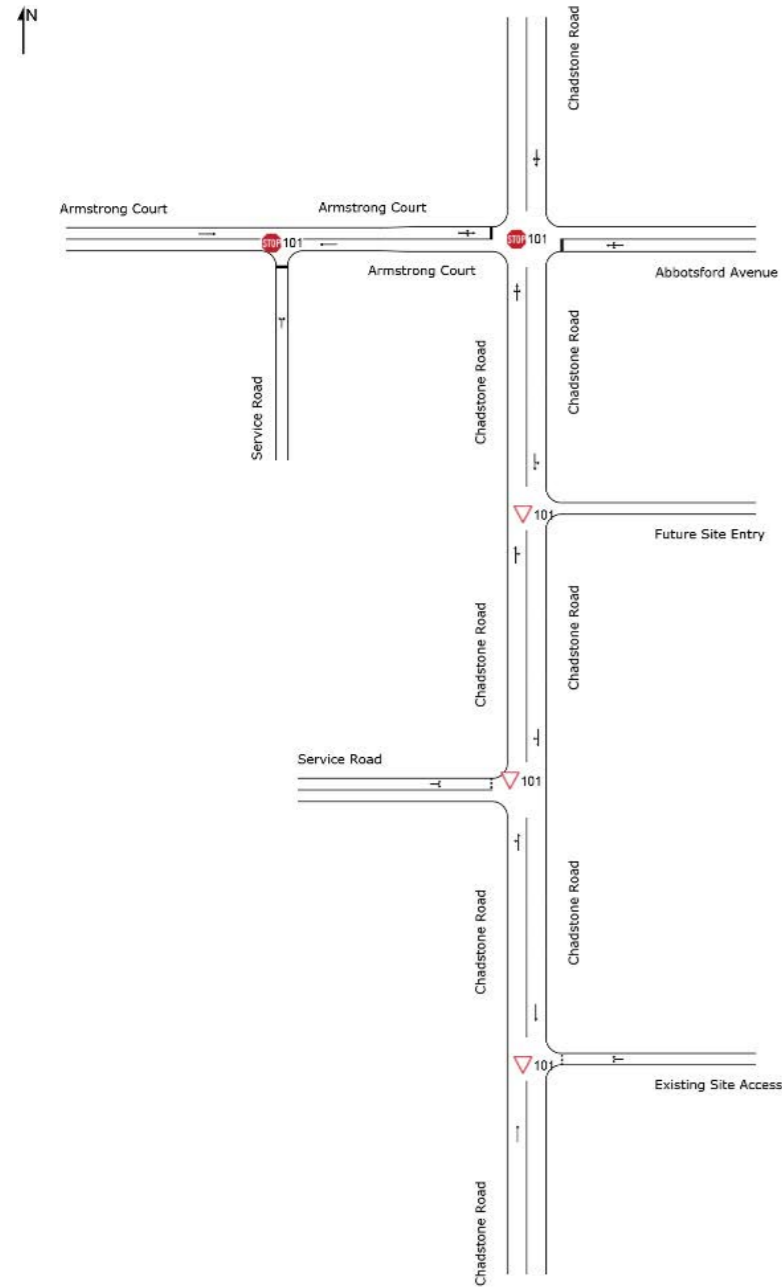 N
Chadstone Road
Armstrong Court
Armstrong Court
STOP 101
STOP 101
Armstrong Court
Abbotsford Avenue
Service Road
Chadstone Road
Chadstone Road
101
Future Site Entry
Chadstone Road
Chadstone Road
Service Road
101
Chadstone Road
Chadstone Road
101
Existing Site Access
Chadstone Road